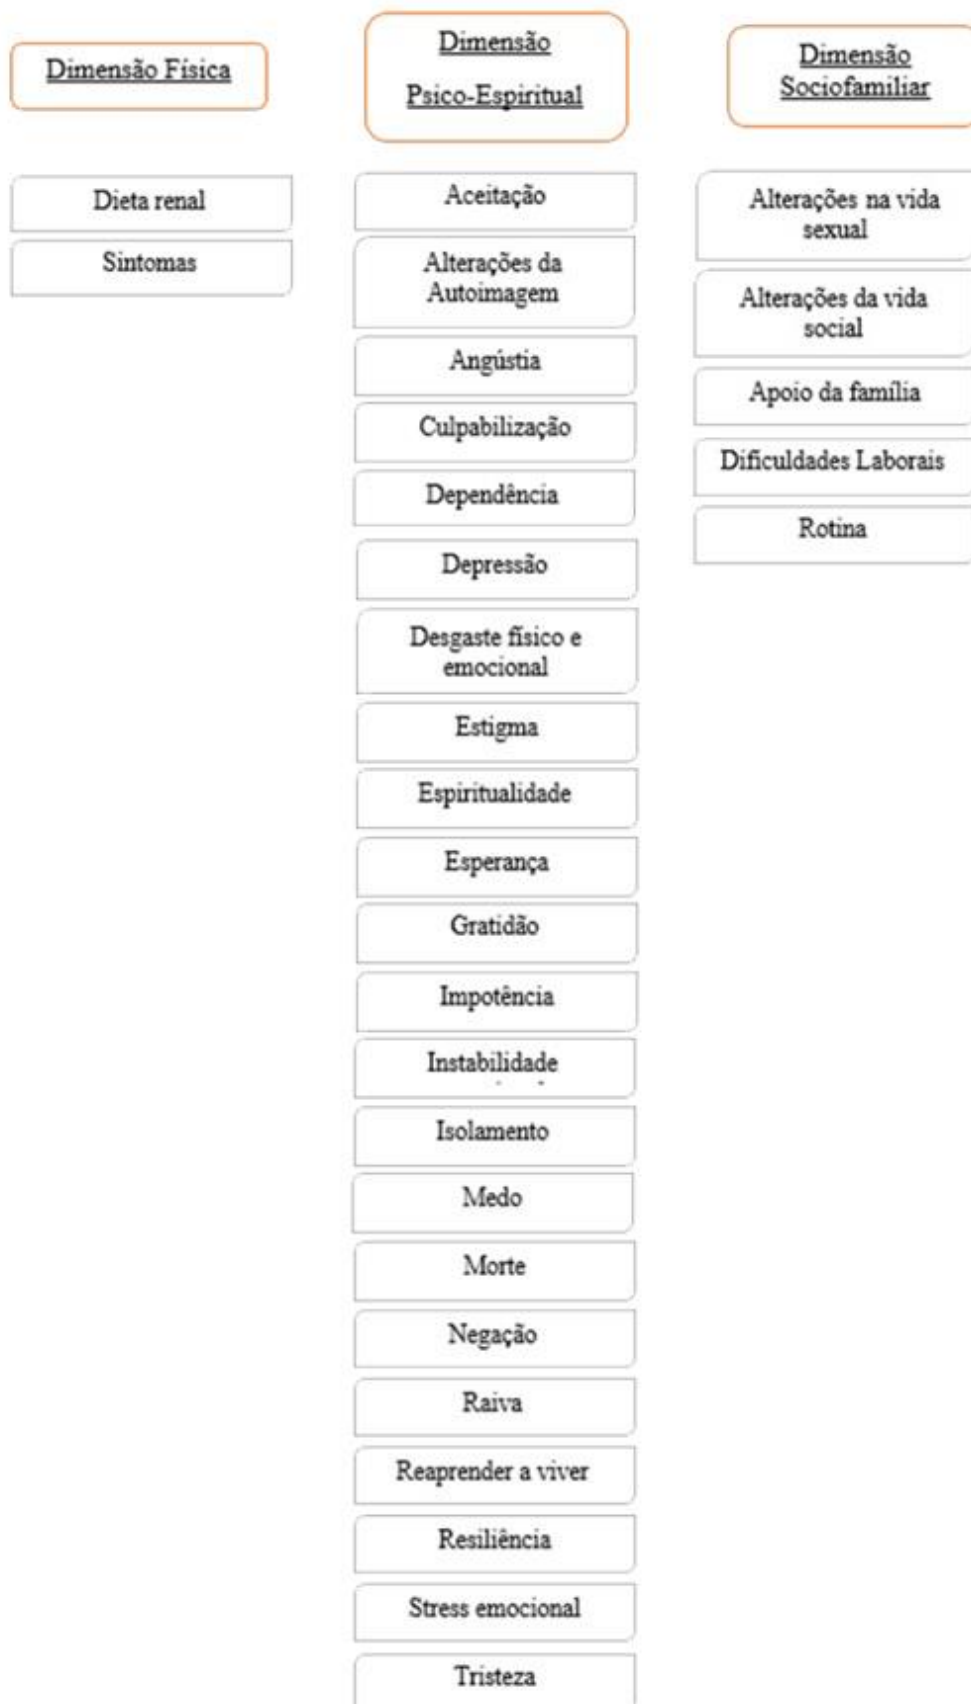 Dimensão Física
Dieta renal
Sintomas
Dimensão
Psico-Espiritual
Aceitação
Alterações da
Autoimagem
Angústia
Culpabilização
Dependência
Depressão
Desgaste físico e
emocional
Estigma
Espiritualidade
Esperança
Gratidão
Impotência
Instabilidade
Isolamento
Medo
Morte
Negação
Raiva
Reaprender a viver
Resiliência
Stress emocional
Tristeza
Dimensão
Sociofamiliar
Alterações na vida
sexual
Alterações da vida
social
Apoio da família
Dificuldades Laborais
Rotina